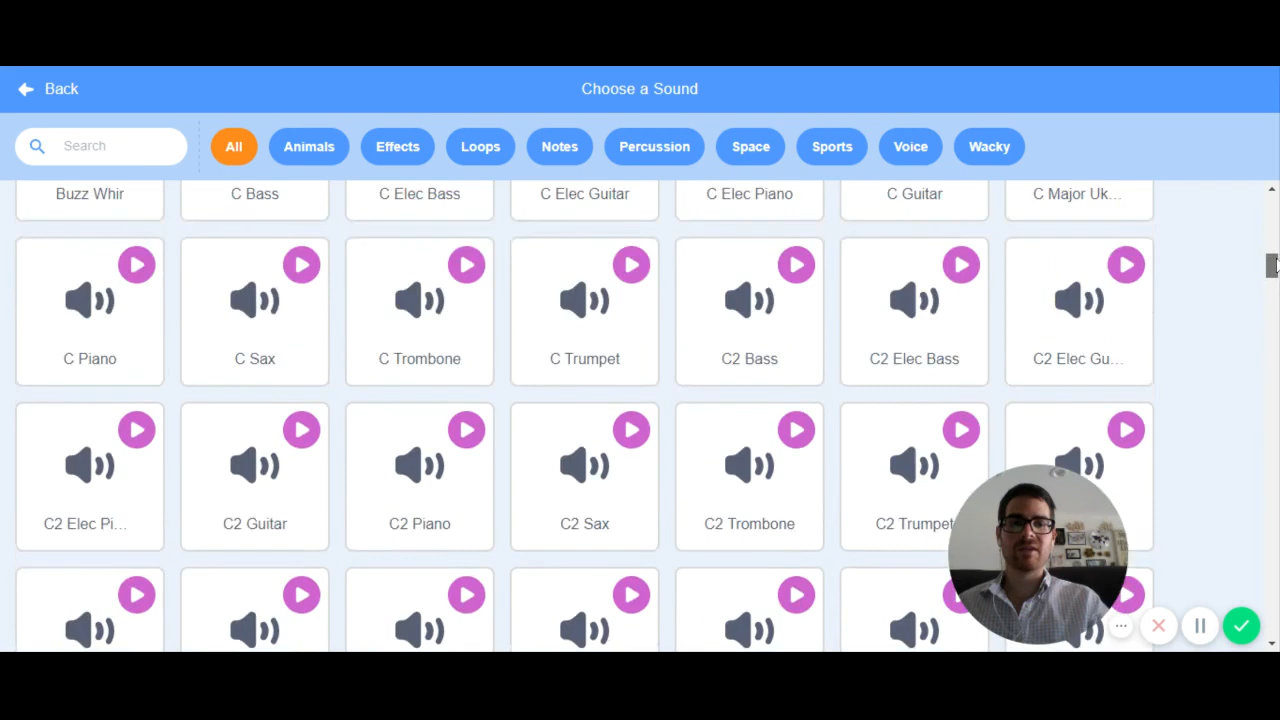 Back
Choose a Sound
Search
All
Animals
Effects
Loops
Notes
Percussion
Space
Sports
Voice
Wacky
Buzz Whir
C Bass
C Elec Bass
C Elec Guitar
C Elec Piano
C Guitar
C Major Uk...
C Piano
C Sax
C Trombone
C Trumpet
C2 Bass
C2 Elec Bass
C2 Elec Gu...
C2 Elec Pi...
C2 Guitar
C2 Piano
C2 Sax
C2 Trombone
C2 Trumpet